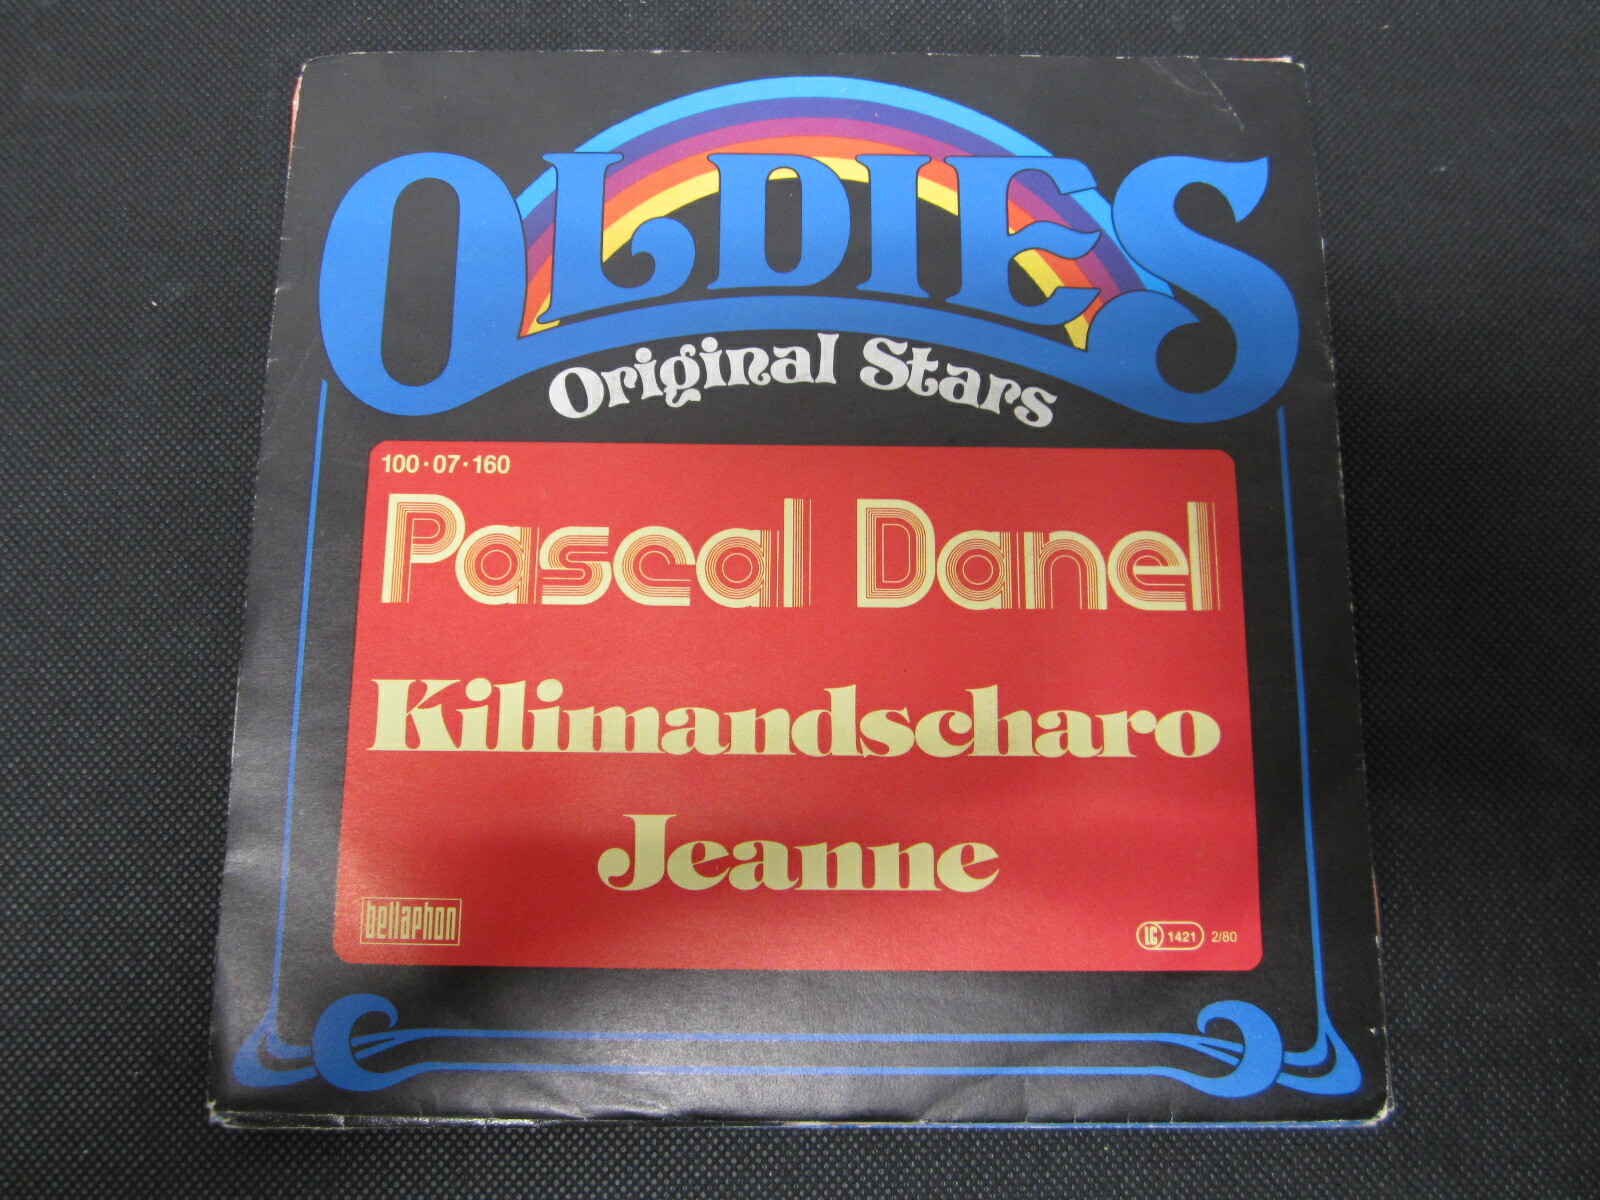 OLDIES
Original Stars
100·07·160
Pascal Danel
Kilimandscharo
Jeanne
bellaphon
LC 1421 2/80